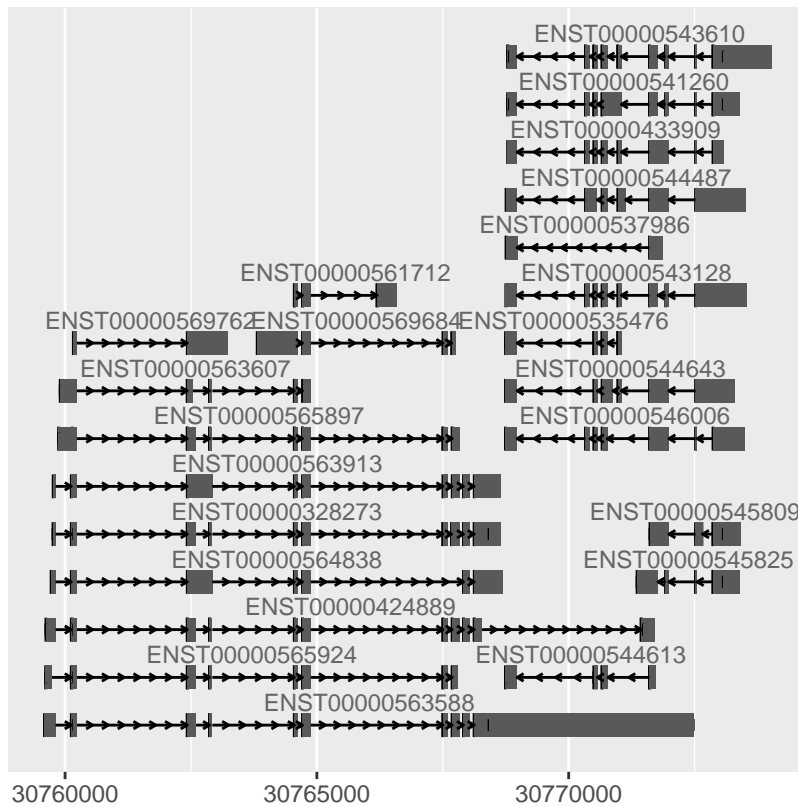 ENST00000543610
ENST00000541260
ENST00000433909
ENST00000544487
ENST00000537986
ENST00000561712 ENST00000543128
ENST00000569762 ENST00000569684 ENST00000535476
ENST00000563607 ENST00000544643
ENST00000565897 ENST00000546006
ENST00000563913
ENST00000328273 ENST00000545809
ENST00000564838 ENST00000545825
ENST00000424889
ENST00000565924 ENST00000544613
ENST00000563588
30760000 30765000 30770000